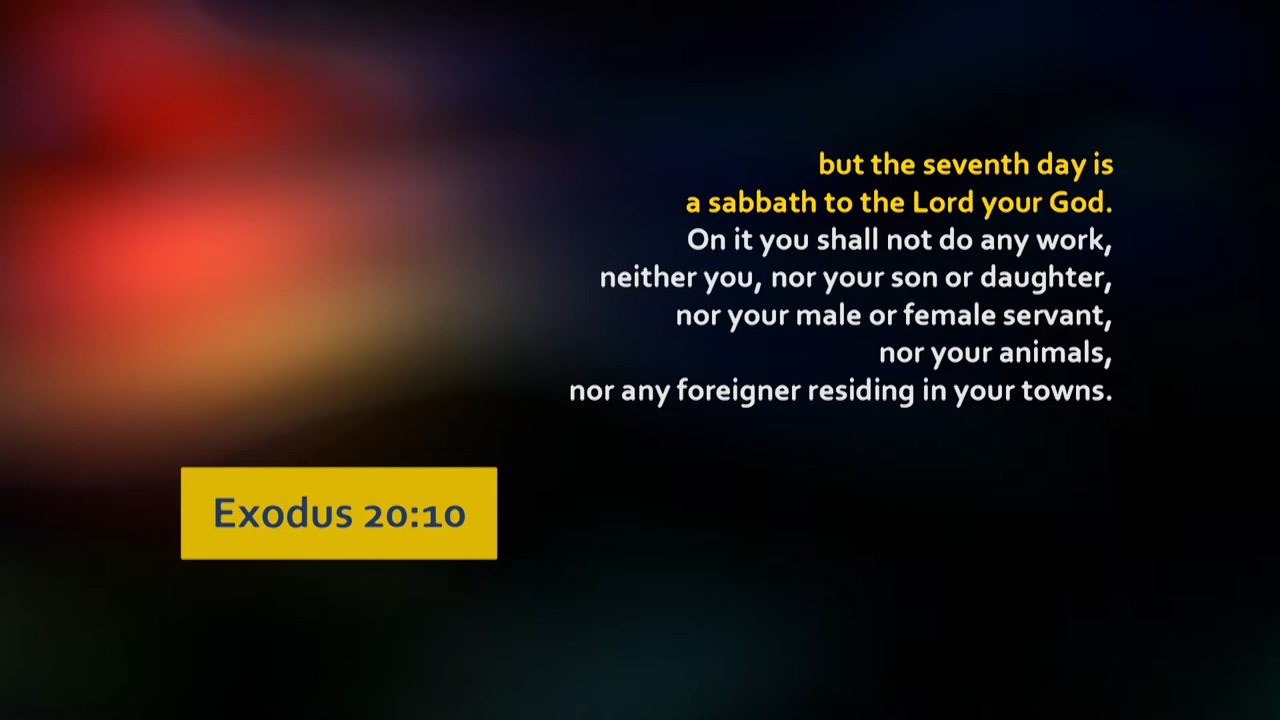 but the seventh day is
a sabbath to the Lord your God.
On it you shall not do any work,
neither you, nor your son or daughter,
nor your male or female servant,
nor your animals,
nor any foreigner residing in your towns.
Exodus 20:10